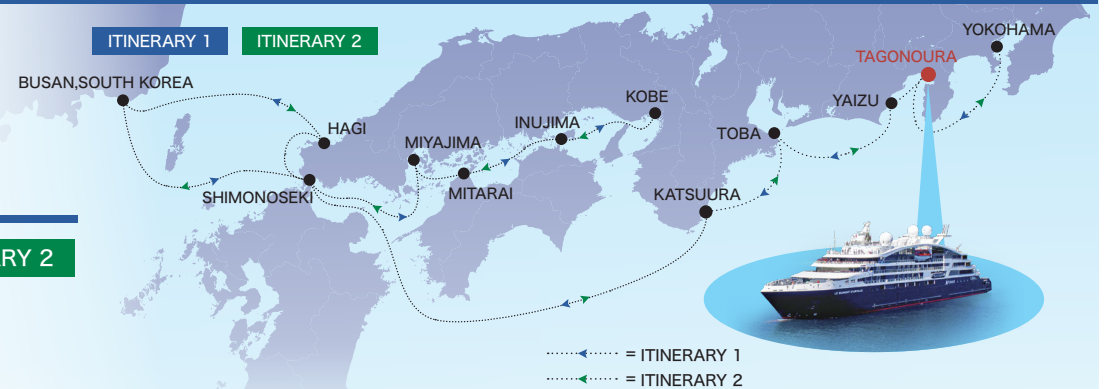 ITINERARY 1
ITINERARY 2
YOKOHAMA
TAGONOURA
BUSAN,SOUTH KOREA
KOBE
YAIZU
INUJIMA
HAGI
TOBA
MIYAJIMA
SHIMONOSEKI
MITARAI
KATSUURA
RY 2
= ITINERARY 1
= ITINERARY 2